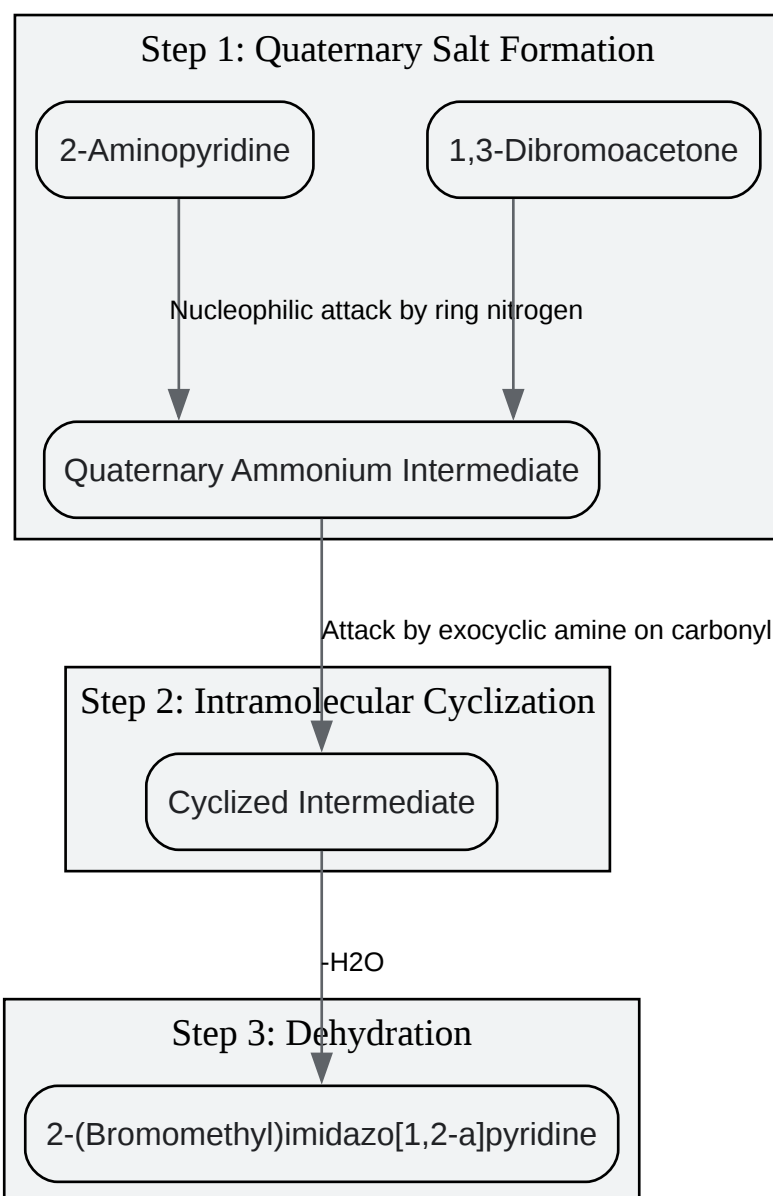 Step 1: Quaternary Salt Formation
2-Aminopyridine
1,3-Dibromoacetone
Nucleophilic attack by ring nitrogen
Quaternary Ammonium Intermediate
Attack by exocyclic amine on carbonyl
Step 2: Intramolecular Cyclization
Cyclized Intermediate
-H2O
Step 3: Dehydration
2-(Bromomethyl)imidazo[1,2-a]pyridine